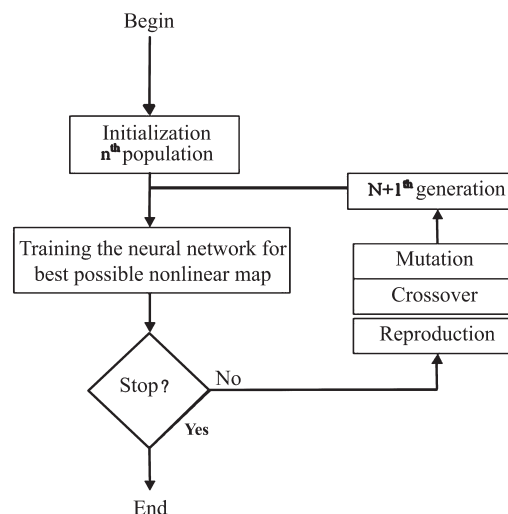 Begin
Initialization
nth population
N+1th generation
Training the neural network for
best possible nonlinear map
Mutation
Crossover
Reproduction
Stop?
No
Yes
End